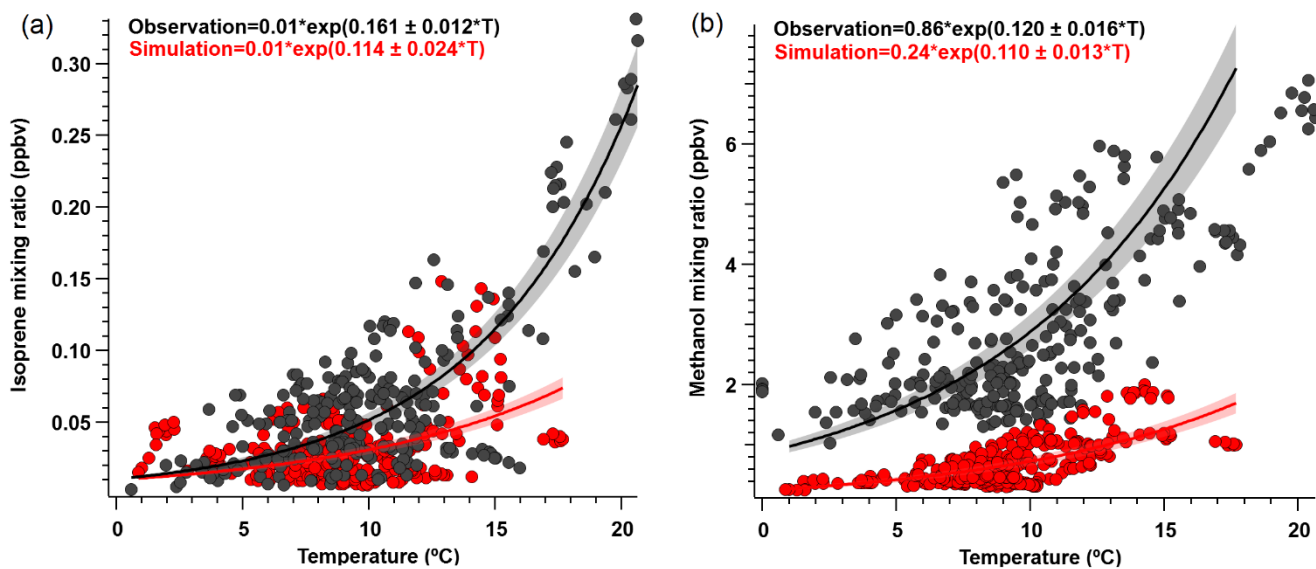 (a)
Observation=0.01*exp(0.161 ± 0.012*T)
Simulation=0.01*exp(0.114 ± 0.024*T)
Isoprene mixing ratio (ppbv)
0.30
0.25
0.20
0.15
0.10
0.05
0
5
10
15
20
Temperature (ºC)
(b)
Observation=0.86*exp(0.120 ± 0.016*T)
Simulation=0.24*exp(0.110 ± 0.013*T)
Methanol mixing ratio (ppbv)
6
4
2
0
5
10
15
20
Temperature (ºC)